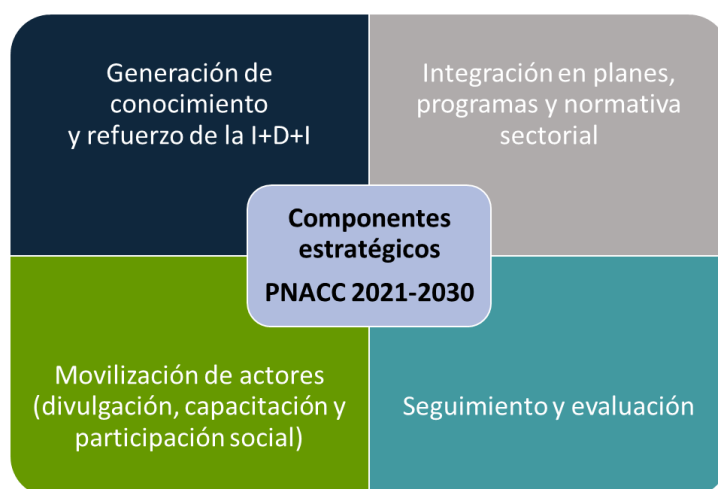 Generación de
conocimiento
y refuerzo de la I+D+I
Integración en planes,
programas y normativa
sectorial
Componentes
estratégicos
PNACC 2021-2030
Movilización de actores
(divulgación, capacitación y
participación social)
Seguimiento y evaluación